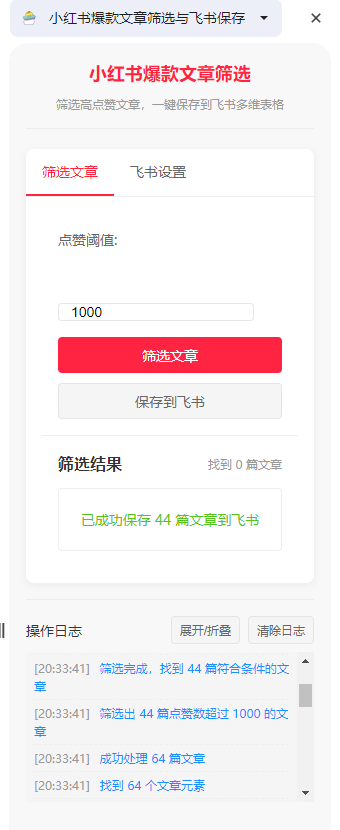 小红书爆款文章筛选与飞书保存
小红书爆款文章筛选
筛选高点赞文章，一键保存到飞书多维表格
筛选文章
飞书设置
点赞阈值:
1000
筛选文章
保存到飞书
筛选结果
找到 0 篇文章
已成功保存 44 篇文章到飞书
操作日志
展开/折叠
清除日志
[20:33:41] 筛选完成，找到 44 篇符合条件的文
章
[20:33:41] 筛选出 44 篇点赞数超过 1000 的文
章
[20:33:41] 成功处理 64 篇文章
[20:33:41] 找到 64 个文章元素